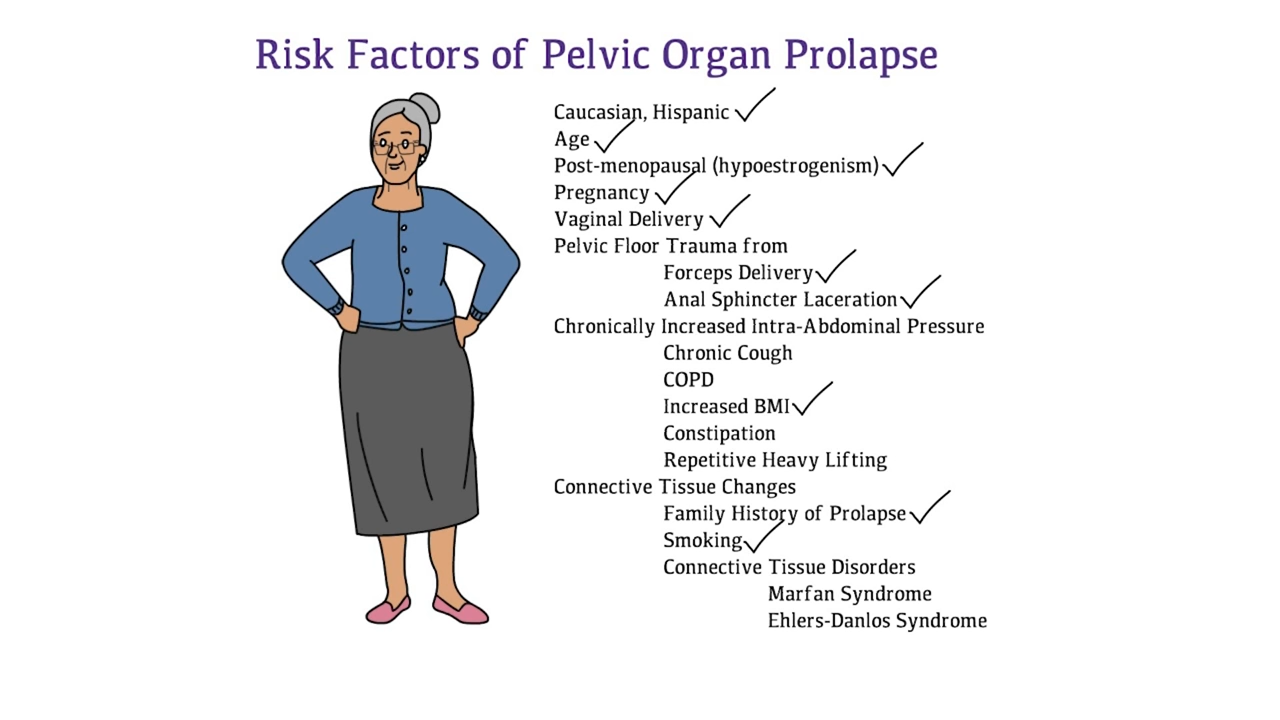 Risk Factors of Pelvic Organ Prolapse
Caucasian, Hispanic
Age
Post-menopausal (hypoestrogenism)
Pregnancy
Vaginal Delivery
Pelvic Floor Trauma from
Forceps Delivery
Anal Sphincter Laceration
Chronically Increased Intra-Abdominal Pressure
Chronic Cough
COPD
Increased BMI
Constipation
Repetitive Heavy Lifting
Connective Tissue Changes
Family History of Prolapse
Smoking
Connective Tissue Disorders
Marfan Syndrome
Ehlers-Danlos Syndrome